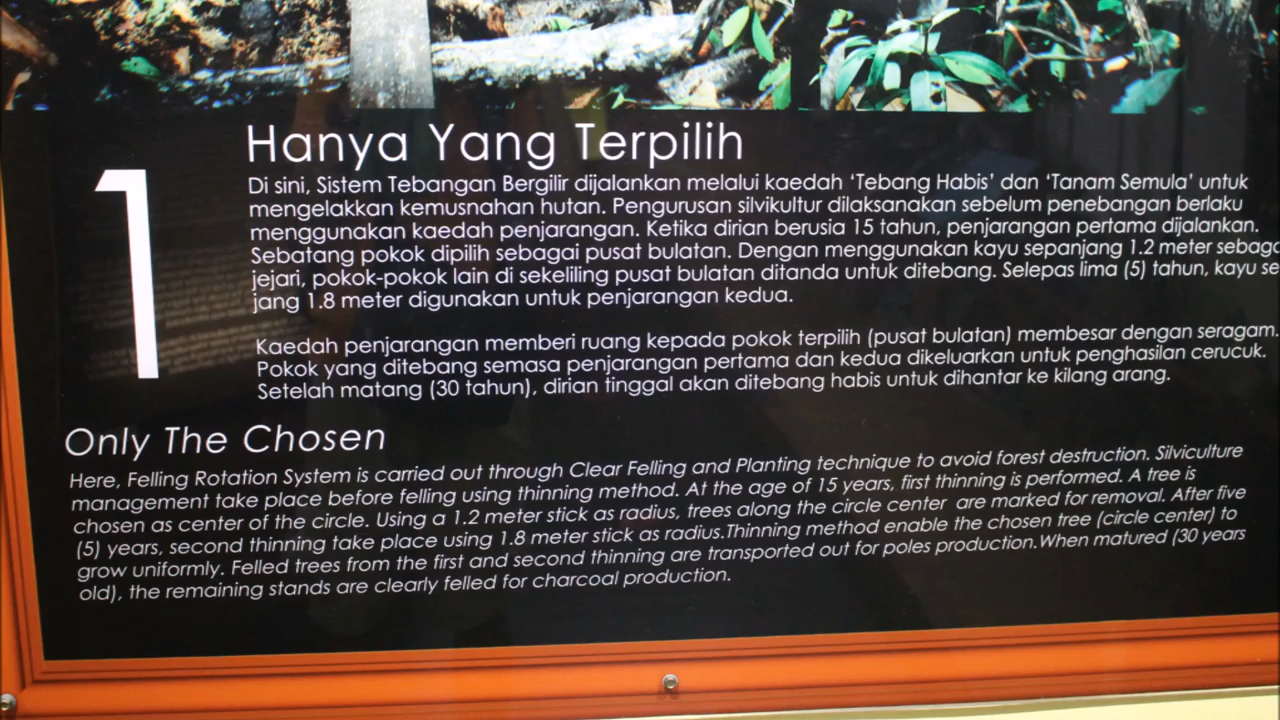 1
Hanya Yang Terpilih
Di sini, Sistem Tebangan Bergilir dijalankan melalui kaedah ‘Tebang Habis’ dan ‘Tanam Semula’ untuk
mengelakkan kemusnahan hutan. Pengurusan silvikultur dilaksanakan sebelum penebangan berlaku
menggunakan kaedah penjarangan. Ketika dirian berusia 15 tahun, penjarangan pertama dijalankan.
Sebatang pokok dipilih sebagai pusat bulatan. Dengan menggunakan kayu sepanjang 1.2 meter
jejari, pokok-pokok lain di sekeliling pusat bulatan ditanda untuk ditebang. Selepas lima (5) tahun, kayu
jang 1.8 meter digunakan untuk penjarangan kedua.
Kaedah penjarangan memberi ruang kepada pokok terpilih (pusat bulatan) membesar dengan seragam.
Pokok yang ditebang semasa penjarangan pertama dan kedua dikeluarkan untuk penghasilan cerucuk.
Setelah matang (30 tahun), dirian tinggal akan ditebang habis untuk dihantar ke kilang arang.
Only The Chosen
Here, Felling Rotation System is carried out through Clear Felling and Planting technique to avoid forest destruction. Silviculture
management take place before felling using thinning method. At the age of 15 years, first thinning is performed. A tree is
chosen as center of the circle. Using a 1.2 meter stick as radius, trees along the circle center are marked for removal. After five
(5) years, second thinning take place using 1.8 meter stick as radius.Thinning method enable the chosen tree (circle center) to
grow uniformly. Felled trees from the first and second thinning are transported out for poles production.When matured (30 years
old), the remaining stands are clearly felled for charcoal production.